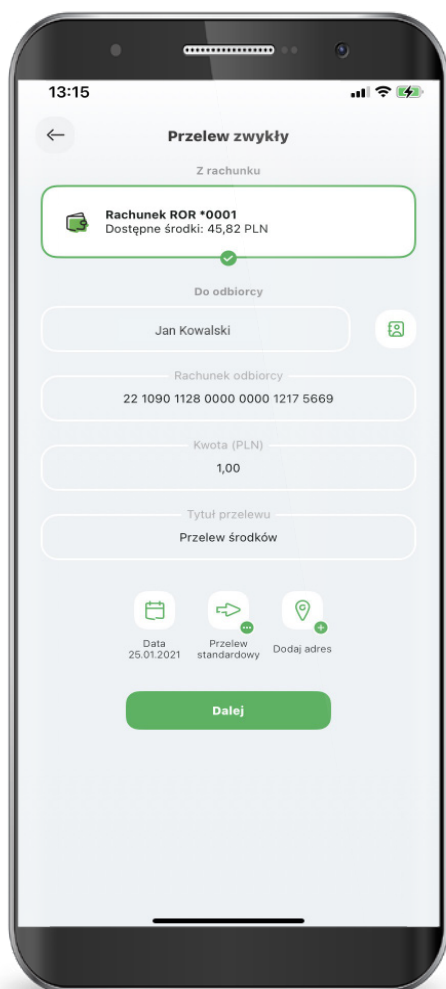 13:15
Przelew zwykły
Z rachunku
Rachunek ROR *0001
Dostępne środki: 45,82 PLN
Do odbiorcy
Jan Kowalski
Rachunek odbiorcy
22 1090 1128 0000 0000 1217 5669
Kwota (PLN)
1,00
Tytuł przelewu
Przelew środków
Data
25.01.2021
Przelew
standardowy
Dodaj adres
Dalej